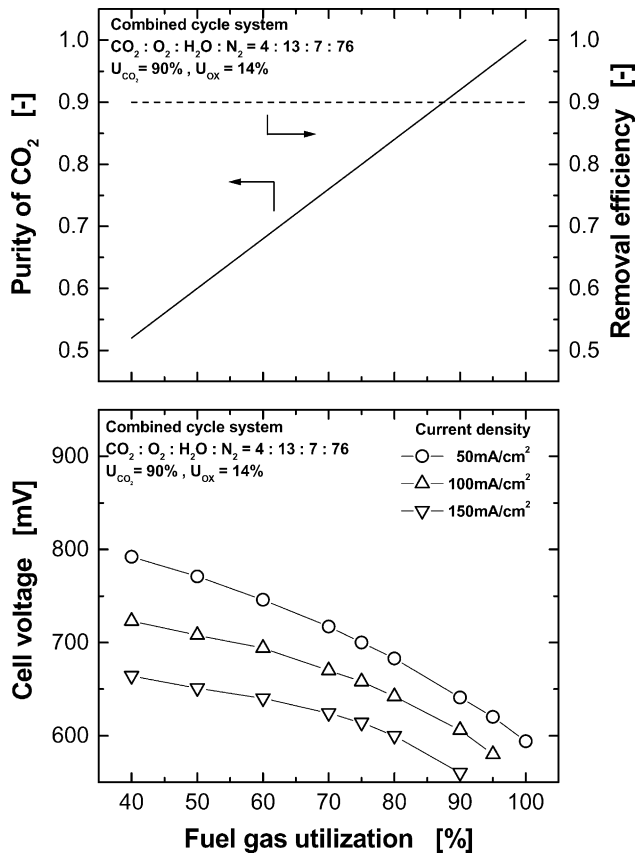 Combined cycle system
CO₂ : O₂ : H₂O : N₂ = 4 : 13 : 7 : 76
U_CO₂ = 90% , U_OX = 14%
1.0
0.9
0.8
0.7
0.6
0.5
Purity of CO₂ [-]
1.0
0.9
0.8
0.7
0.6
0.5
Removal efficiency [-]
Combined cycle system
CO₂ : O₂ : H₂O : N₂ = 4 : 13 : 7 : 76
U_CO₂ = 90% , U_OX = 14%
Current density
50mA/cm²
100mA/cm²
150mA/cm²
900
800
700
600
Cell voltage [mV]
40 50 60 70 80 90 100
Fuel gas utilization [%]